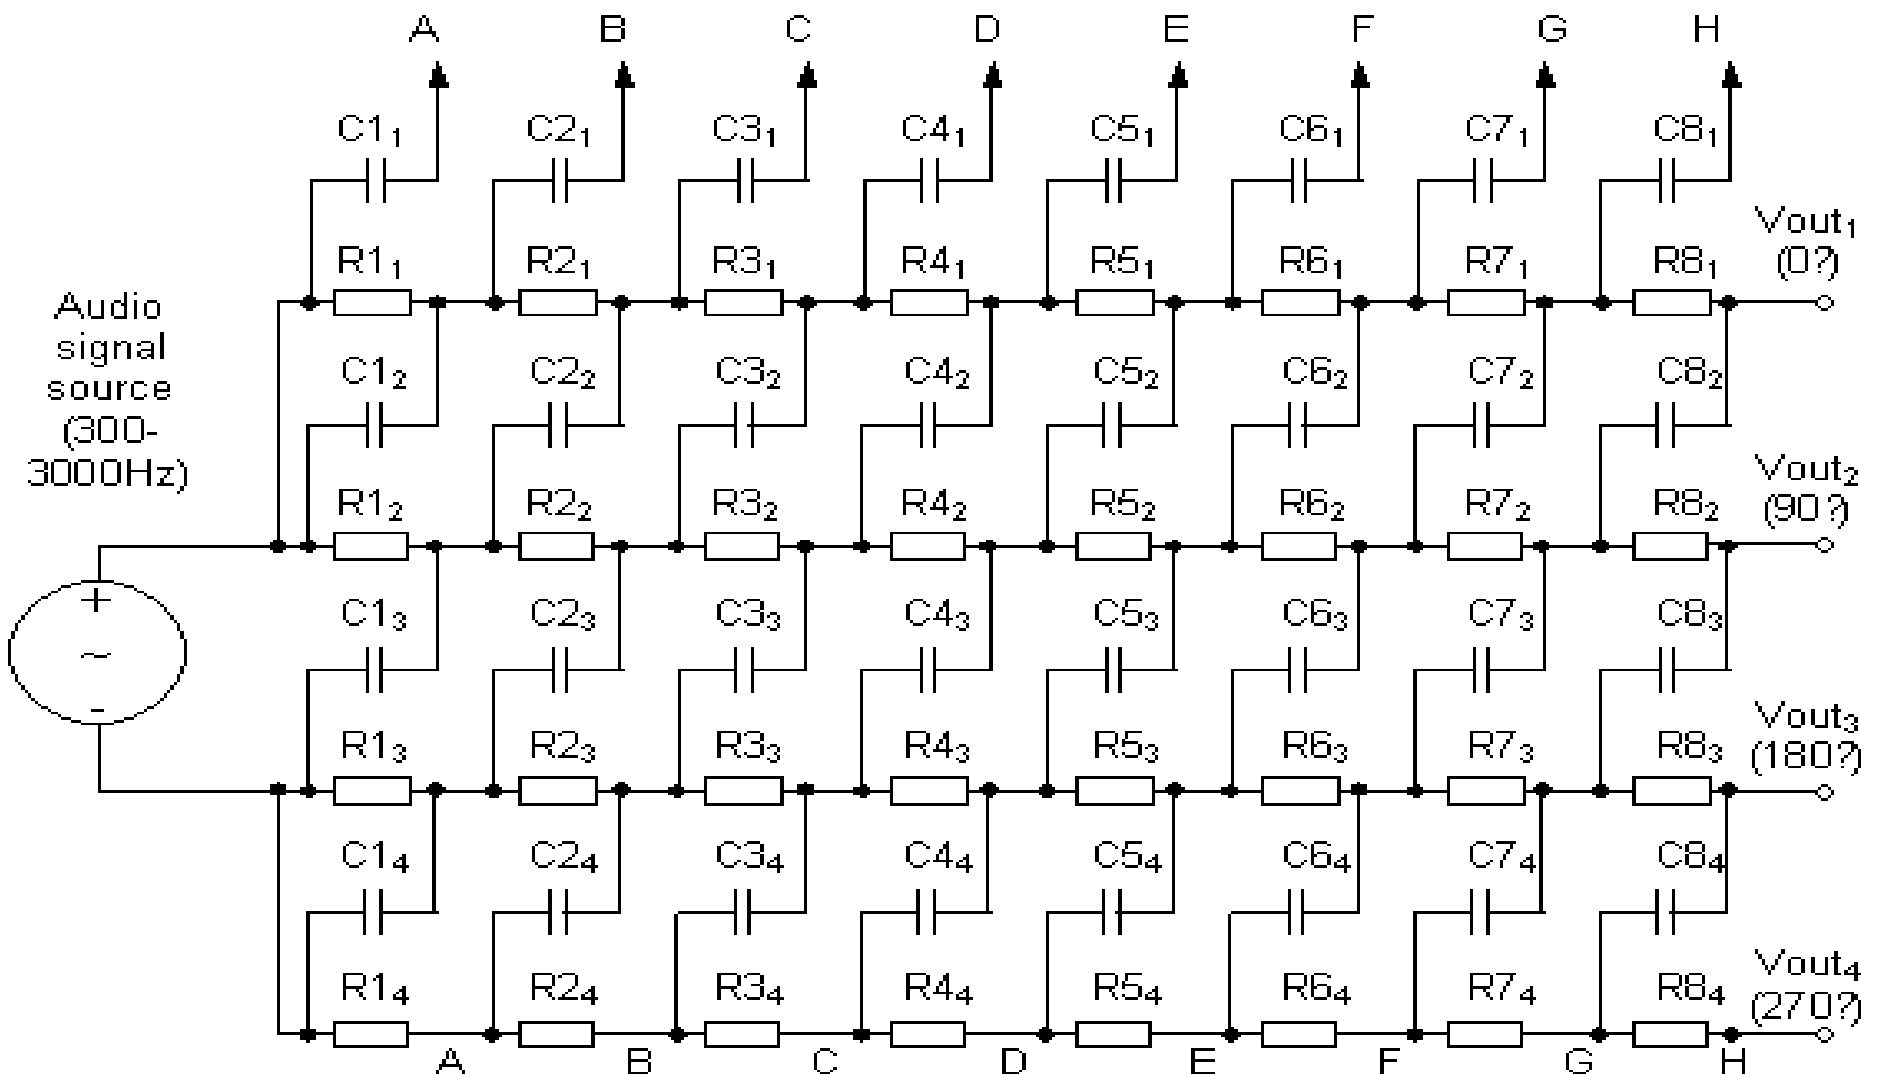 A B C D E F G H
C1₁ C2₁ C3₁ C4₁ C5₁ C6₁ C7₁ C8₁
R1₁ R2₁ R3₁ R4₁ R5₁ R6₁ R7₁ R8₁
Vout₁
(0?)
Audio
signal
source
(300-
3000Hz)
C1₂ C2₂ C3₂ C4₂ C5₂ C6₂ C7₂ C8₂
R1₂ R2₂ R3₂ R4₂ R5₂ R6₂ R7₂ R8₂
Vout₂
(90?)
+
~
-
C1₃ C2₃ C3₃ C4₃ C5₃ C6₃ C7₃ C8₃
R1₃ R2₃ R3₃ R4₃ R5₃ R6₃ R7₃ R8₃
Vout₃
(180?)
C1₄ C2₄ C3₄ C4₄ C5₄ C6₄ C7₄ C8₄
R1₄ R2₄ R3₄ R4₄ R5₄ R6₄ R7₄ R8₄
Vout₄
(270?)
A B C D E F G H